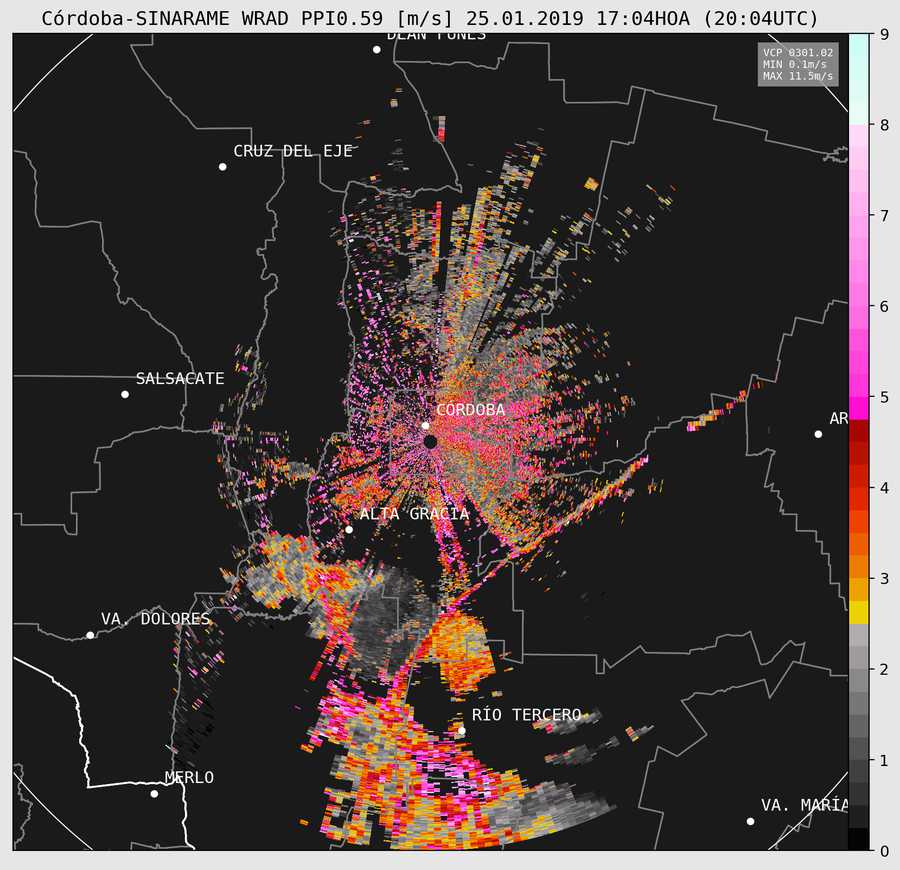 Córdoba-SINARAME WRAD PPI0.59 [m/s] 25.01.2019 17:04HOA (20:04UTC)
DEAN FUNES
VCP 0301.02
MIN 0.1m/s
MAX 11.5m/s
CRUZ DEL EJE
SALSACATE
CORDOBA
AR
ALTA GRACIA
VA. DOLORES
RÍO TERCERO
MERLO
VA. MARÍA
9
8
7
6
5
4
3
2
1
0